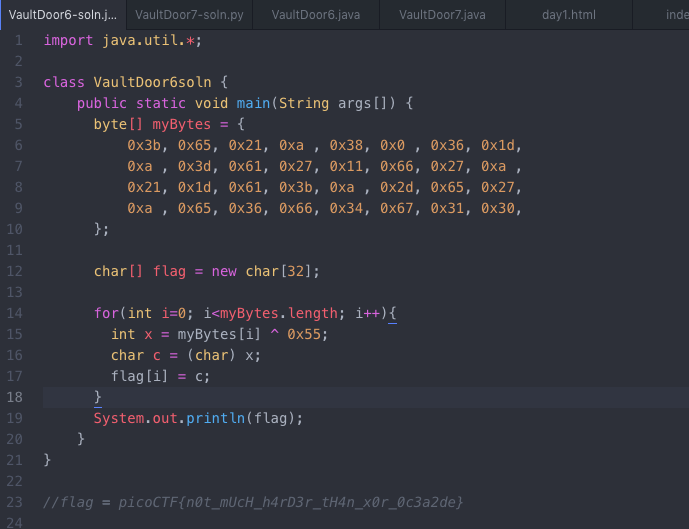 VaultDoor6-soln.j... VaultDoor7-soln.py VaultDoor6.java VaultDoor7.java day1.html inde
1 import java.util.*;
2
3 class VaultDoor6soln {
4 public static void main(String args[]) {
5 byte[] myBytes = {
6 0x3b, 0x65, 0x21, 0xa , 0x38, 0x0 , 0x36, 0x1d,
7 0xa , 0x3d, 0x61, 0x27, 0x11, 0x66, 0x27, 0xa ,
8 0x21, 0x1d, 0x61, 0x3b, 0xa , 0x2d, 0x65, 0x27,
9 0xa , 0x65, 0x36, 0x66, 0x34, 0x67, 0x31, 0x30,
10 };
11
12 char[] flag = new char[32];
13
14 for(int i=0; i<myBytes.length; i++){
15 int x = myBytes[i] ^ 0x55;
16 char c = (char) x;
17 flag[i] = c;
18 }
19 System.out.println(flag);
20 }
21 }
22
23 //flag = picoCTF{n0t_mUcH_h4rD3r_tH4n_x0r_0c3a2de}
24